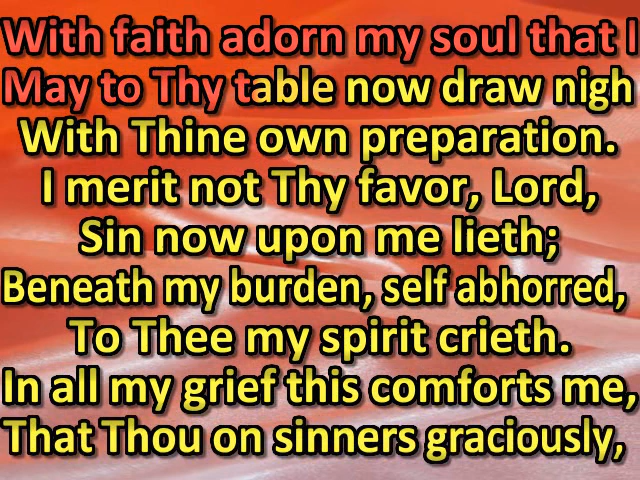 With faith adorn my soul that I
May to Thy table now draw nigh
With Thine own preparation.
I merit not Thy favor, Lord,
Sin now upon me lieth;
Beneath my burden, self abhorred,
To Thee my spirit crieth.
In all my grief this comforts me,
That Thou on sinners graciously,